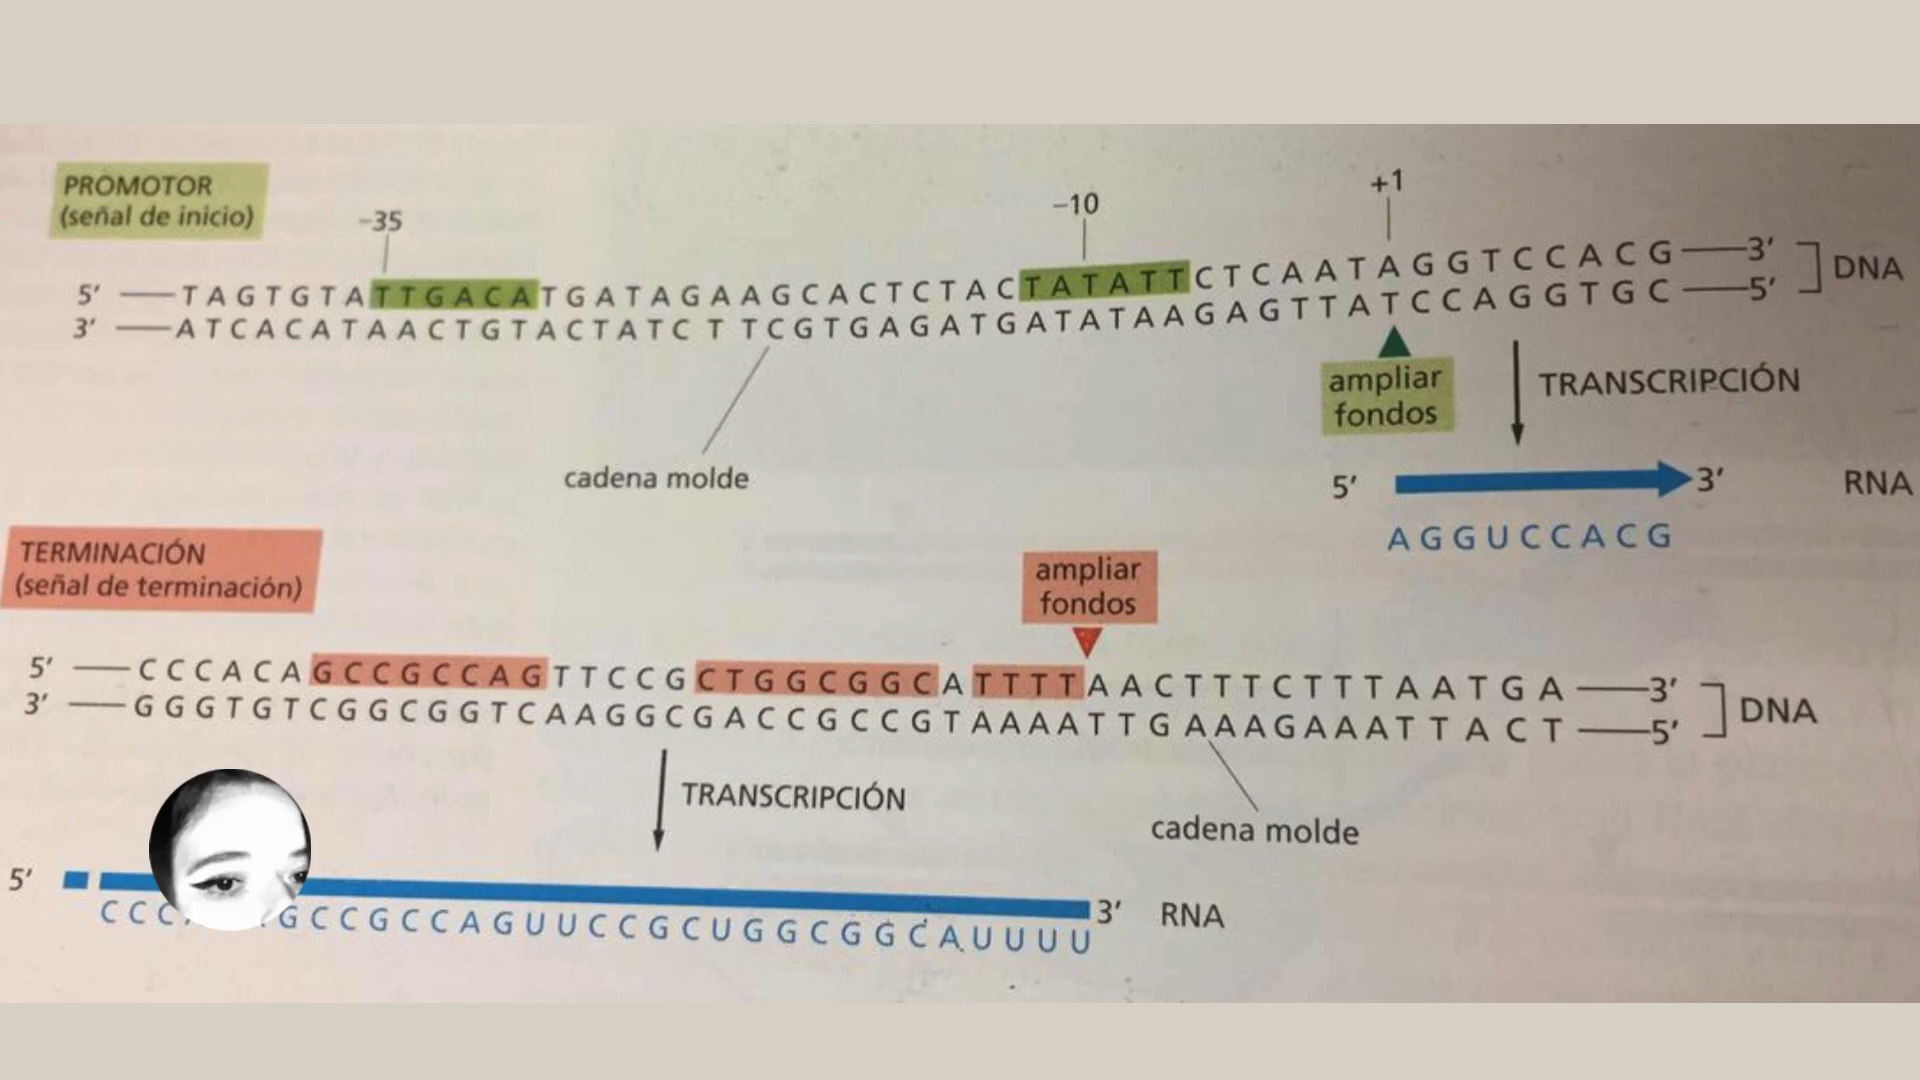 PROMOTOR
(señal de inicio)
-35
-10
+1
5′ TAGTGTATTGACATGATAGAAGCACTCTACTATATTCTCAATAGGTCCACG 3′
3′ ATCACATAACTGTACTATCTTCGTGAGATGATATAAGAGTTATCCAGGTGC 5′
DNA
ampliar
fondos
TRANSCRIPCIÓN
cadena molde
5′ 3′ RNA
AGGUCCACG
TERMINACIÓN
(señal de terminación)
ampliar
fondos
5′ CCCACAGCCGCCAGTTCCGCTGGCGGCATTTTAACTTTCTTTAATGA 3′
3′ GGGTGTCGGCGGTCAAGGCGACCGCCGTAAAATTGAAAGAAATTACT 5′
DNA
TRANSCRIPCIÓN
cadena molde
5′ 3′ RNA
CCC GCCGCCAGUUCCGCUGGCGGCAUUUU